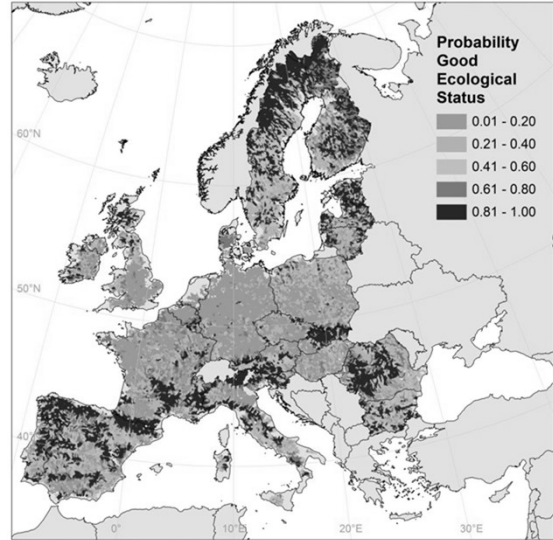 Probability
Good
Ecological
Status
0.01 - 0.20
0.21 - 0.40
0.41 - 0.60
0.61 - 0.80
0.81 - 1.00
60°N
50°N
40°N
0°
10°E
20°E
30°E